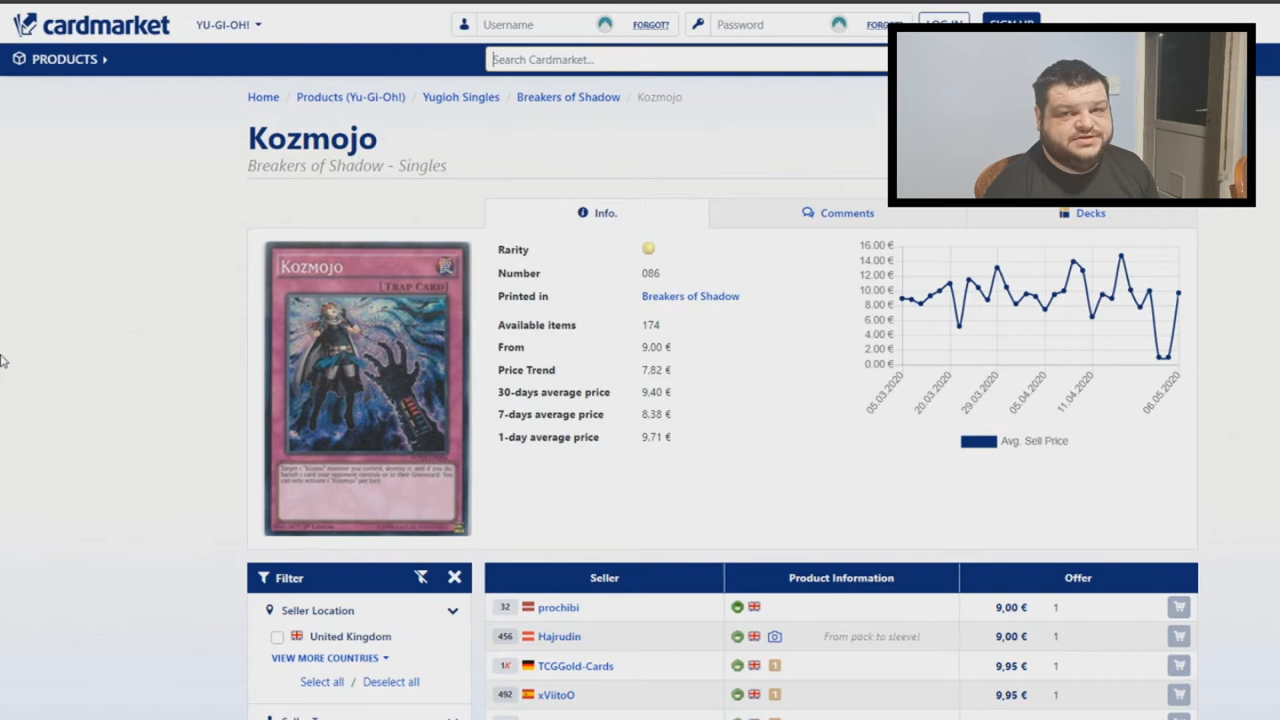 cardmarket
YU-GI-OH!
Username
FORGOT?
Password
LOG IN
SIGN UP
PRODUCTS
Search Cardmarket...
Home / Products (Yu-Gi-Oh!) / Yugioh Singles / Breakers of Shadow / Kozmojo
Kozmojo
Breakers of Shadow - Singles
Info.
Comments
Decks
KOZMOJO
[TRAP CARD]
Rarity
Number 086
Printed in Breakers of Shadow
Available items 174
From 9,00 €
Price Trend 7,82 €
30-days average price 9,40 €
7-days average price 8,38 €
1-day average price 9,71 €
16.00 €
14.00 €
12.00 €
10.00 €
8.00 €
6.00 €
4.00 €
2.00 €
0.00 €
05.03.2020
20.03.2020
29.03.2020
05.04.2020
11.04.2020
06.05.2020
Avg. Sell Price
Filter
Seller Location
United Kingdom
VIEW MORE COUNTRIES
Select all / Deselect all
Seller
Product Information
Offer
32 prochibi 9,00 € 1
456 Hajrudin From pack to sleeve! 9,00 € 1
1K TCGGold-Cards 1 9,95 € 1
492 xViitoO 1 9,95 € 1